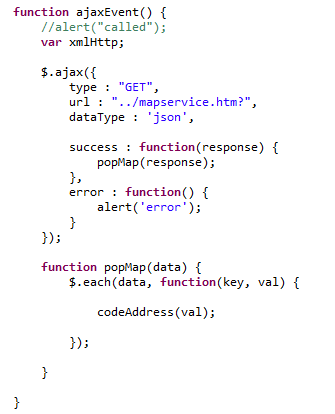 function ajaxEvent() {
    //alert("called");
    var xmlHttp;

    $.ajax({
        type : "GET",
        url : "../mapservice.htm?",
        dataType : 'json',

        success : function(response) {
            popMap(response);
        },
        error : function() {
            alert('error');
        }
    });

    function popMap(data) {
        $.each(data, function(key, val) {

            codeAddress(val);

        });

    }

}